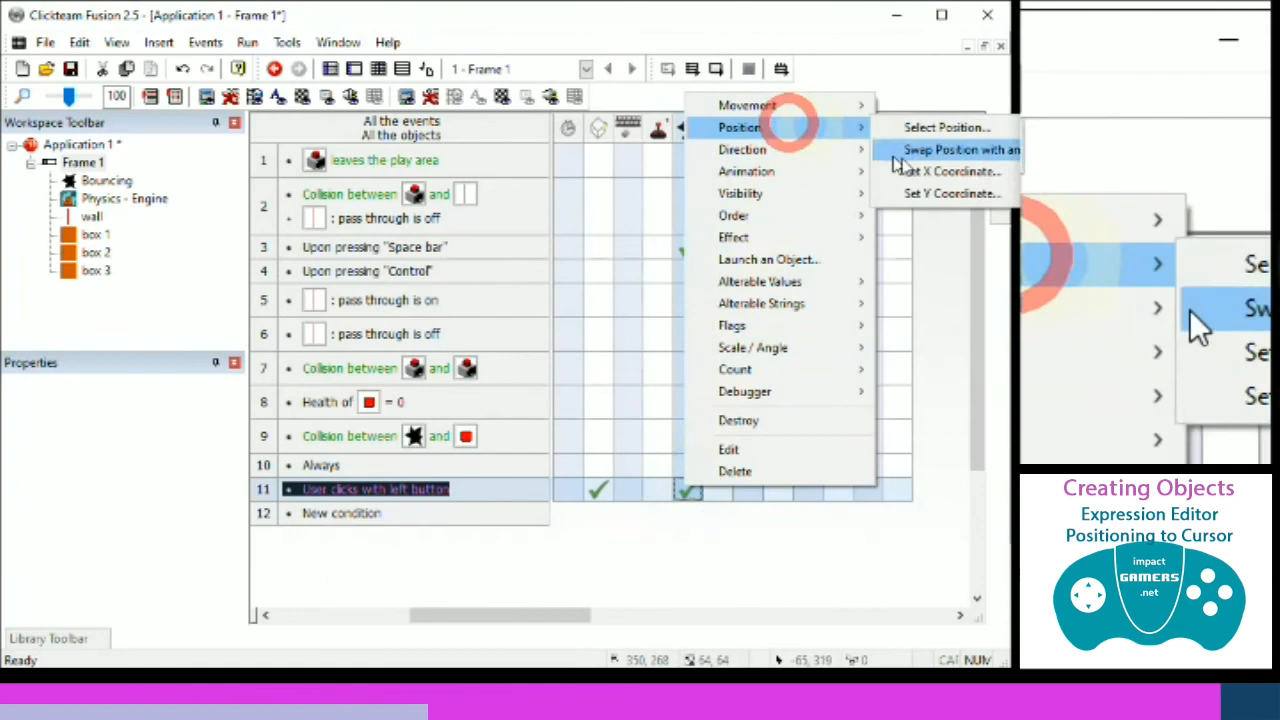 Clickteam Fusion 2.5 - [Application 1 - Frame 1*]
File Edit View Insert Events Run Tools Window Help
1 - Frame 1
100
Workspace Toolbar
Application 1 *
Frame 1
Bouncing
Physics - Engine
wall
box 1
box 2
box 3
Properties
Library Toolbar
Ready
All the events
All the objects
1 • leaves the play area
2 • Collision between and
• : pass through is off
3 • Upon pressing "Space bar"
4 • Upon pressing "Control"
5 • : pass through is on
6 • : pass through is off
7 • Collision between and
8 • Health of = 0
9 • Collision between and
10 • Always
11 • User clicks with left button
12 • New condition
Movement
Position
Direction
Animation
Visibility
Order
Effect
Launch an Object...
Alterable Values
Alterable Strings
Flags
Scale / Angle
Count
Debugger
Destroy
Edit
Delete
Select Position...
Swap Position with an
Set X Coordinate...
Set Y Coordinate...
350, 268
64, 64
-65, 319
0
CAP NUM
Se
Sw
Se
Se
Creating Objects
Expression Editor
Positioning to Cursor
impact
GAMERS
.net